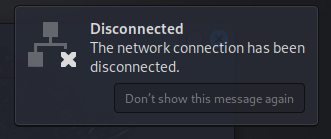 Disconnected
The network connection has been
disconnected.
Don't show this message again